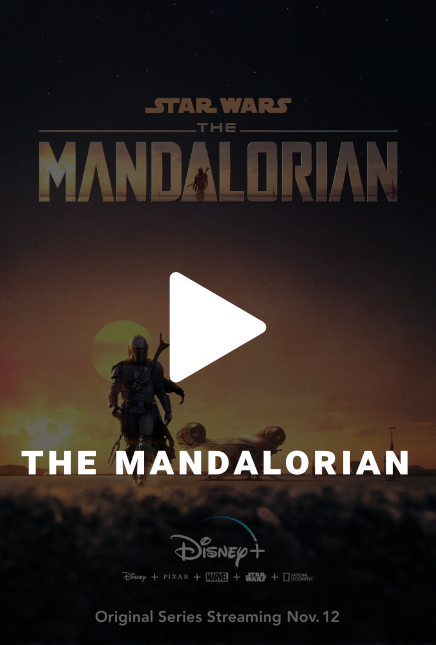 STAR WARS
THE
MANDALORIAN
THE MANDALORIAN
Disney+
Disney + PIXAR + MARVEL + STAR WARS + NATIONAL GEOGRAPHIC
Original Series Streaming Nov. 12